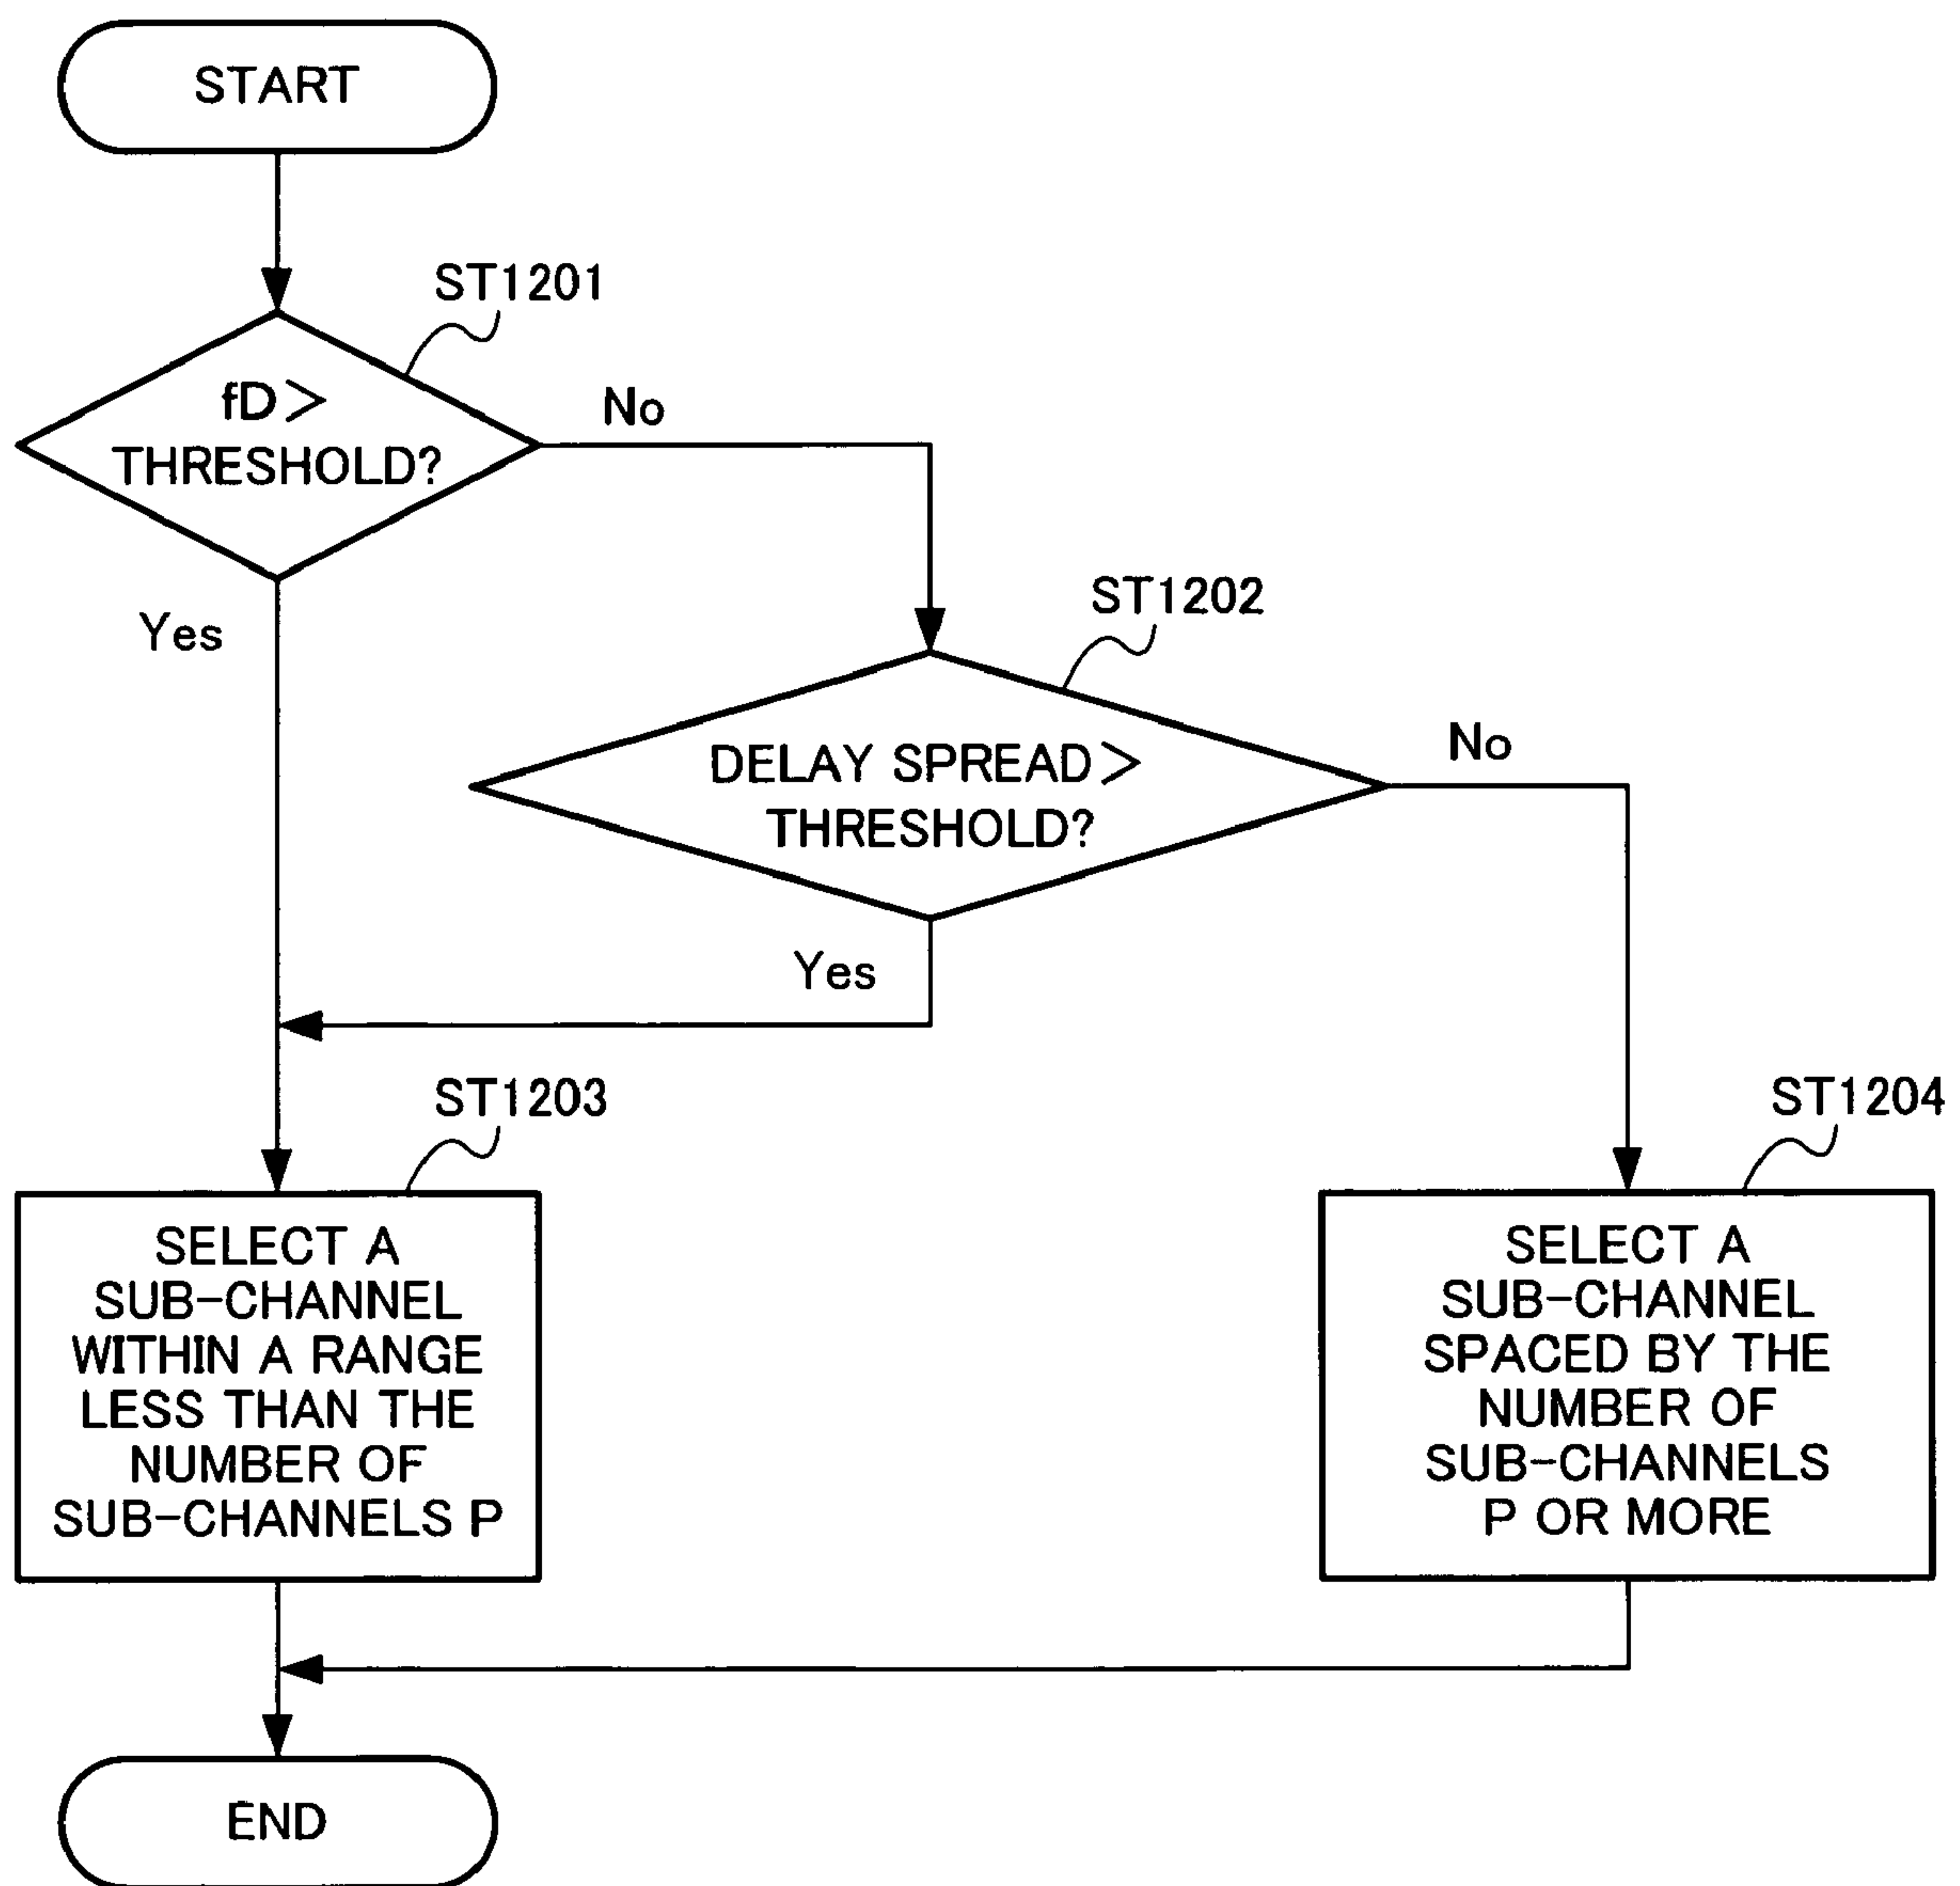 START
ST1201
fD>
THRESHOLD?
No
Yes
ST1202
DELAY SPREAD>
THRESHOLD?
No
Yes
ST1203
SELECT A
SUB-CHANNEL
WITHIN A RANGE
LESS THAN THE
NUMBER OF
SUB-CHANNELS P
ST1204
SELECT A
SUB-CHANNEL
SPACED BY THE
NUMBER OF
SUB-CHANNELS
P OR MORE
END